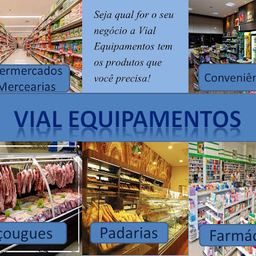 Seja qual for o seu
negócio a Vial
Equipamentos tem
os produtos que
você precisa!
ermercados
Mercearias
Conveniên
VIAL EQUIPAMENTOS
çougues
Padarias
Farmác